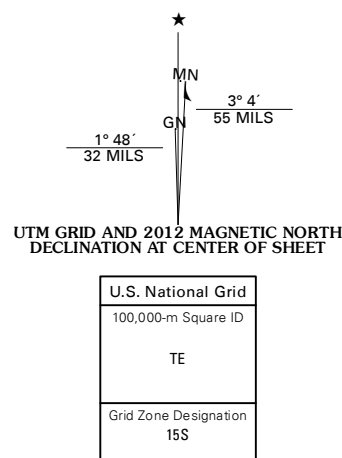 ★
MN
GN
3° 4´
55 MILS
1° 48´
32 MILS
UTM GRID AND 2012 MAGNETIC NORTH
DECLINATION AT CENTER OF SHEET
U.S. National Grid
100,000-m Square ID
TE
Grid Zone Designation
15S